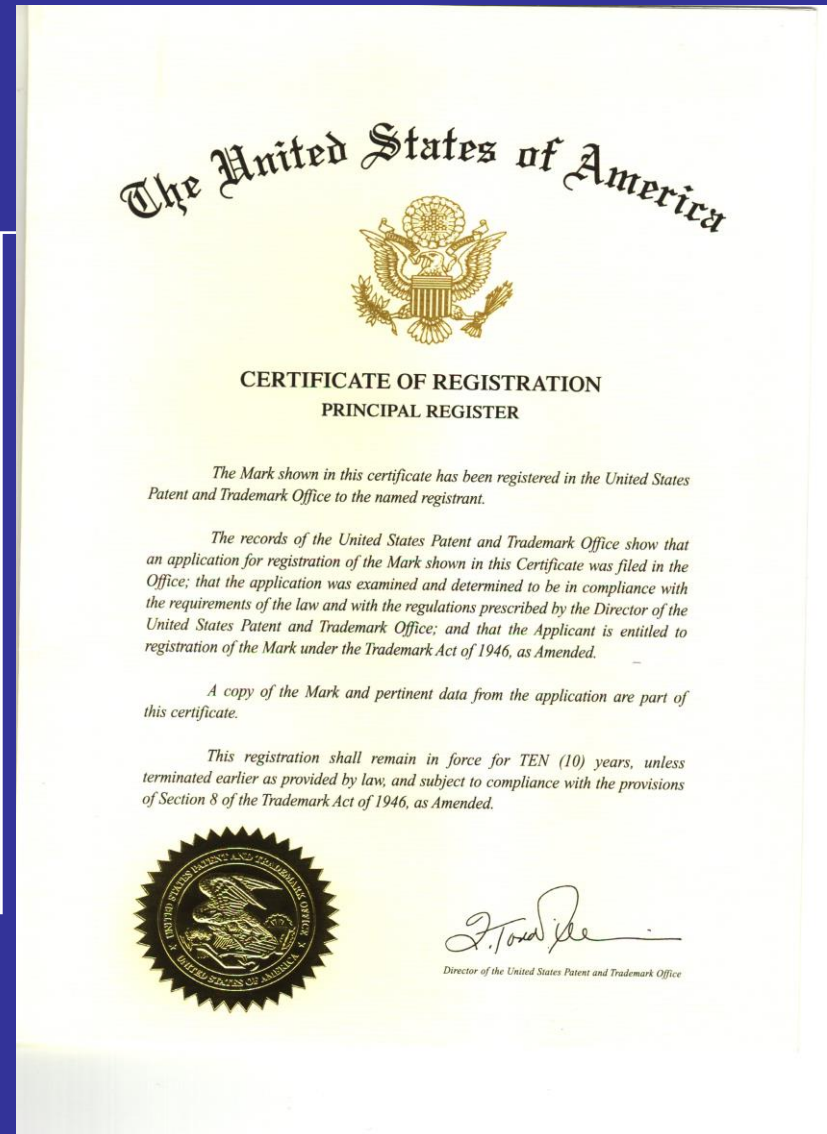 The United States of America
CERTIFICATE OF REGISTRATION
PRINCIPAL REGISTER
The Mark shown in this certificate has been registered in the United States
Patent and Trademark Office to the named registrant.
The records of the United States Patent and Trademark Office show that
an application for registration of the Mark shown in this Certificate was filed in the
Office; that the application was examined and determined to be in compliance with
the requirements of the law and with the regulations prescribed by the Director of the
United States Patent and Trademark Office; and that the Applicant is entitled to
registration of the Mark under the Trademark Act of 1946, as Amended.
A copy of the Mark and pertinent data from the application are part of
this certificate.
This registration shall remain in force for TEN (10) years, unless
terminated earlier as provided by law, and subject to compliance with the provisions
of Section 8 of the Trademark Act of 1946, as Amended.
UNITED STATES PATENT AND TRADEMARK OFFICE
UNITED STATES OF AMERICA
Director of the United States Patent and Trademark Office